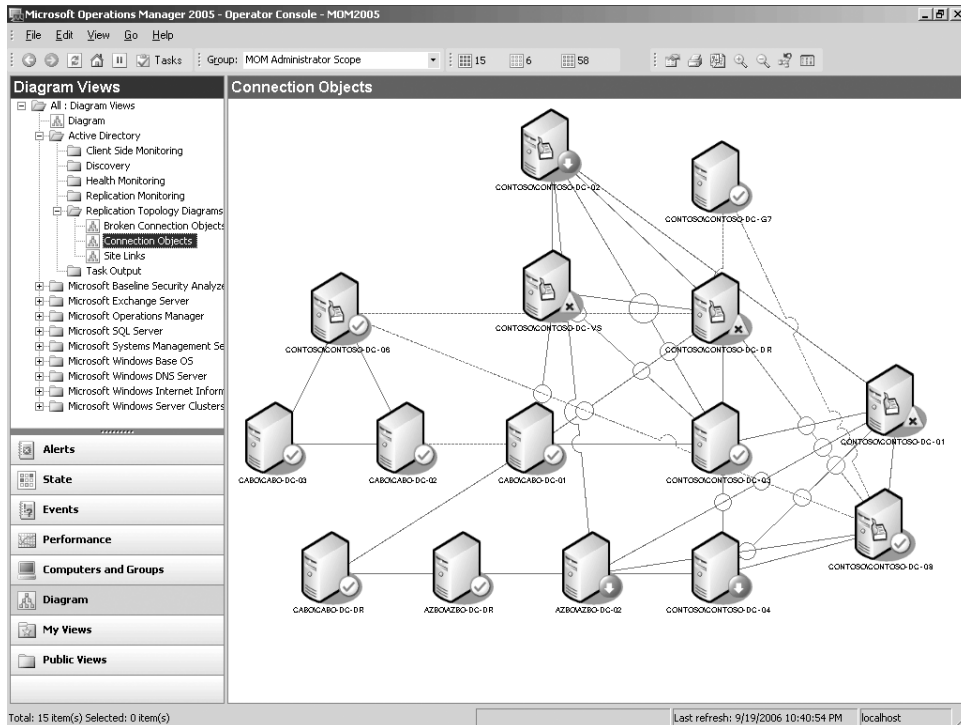 Microsoft Operations Manager 2005 - Operator Console - MOM2005
File Edit View Go Help
Tasks Group: MOM Administrator Scope 15 6 58
Diagram Views
All : Diagram Views
Diagram
Active Directory
Client Side Monitoring
Discovery
Health Monitoring
Replication Monitoring
Replication Topology Diagrams
Broken Connection Objects
Connection Objects
Site Links
Task Output
Microsoft Baseline Security Analyze
Microsoft Exchange Server
Microsoft Operations Manager
Microsoft SQL Server
Microsoft Systems Management Se
Microsoft Windows Base OS
Microsoft Windows DNS Server
Microsoft Windows Internet Inform
Microsoft Windows Server Clusters
Alerts
State
Events
Performance
Computers and Groups
Diagram
My Views
Public Views
Connection Objects
CONTOSO\CONTOSO-DC-02
CONTOSO\CONTOSO-DC-G7
CONTOSO\CONTOSO-DC-VS
CONTOSO\CONTOSO-DC-06
CONTOSO\CONTOSO-DC-DR
CONTOSO\CONTOSO-DC-01
CABO\CABO-DC-03
CABO\CABO-DC-02
CABO\CABO-DC-01
CONTOSO\CONTOSO-DC-03
CONTOSO\CONTOSO-DC-08
CABO\CABO-DC-DR
AZBO\AZBO-DC-DR
AZBO\AZBO-DC-02
CONTOSO\CONTOSO-DC-04
Total: 15 item(s) Selected: 0 item(s)
Last refresh: 9/19/2006 10:40:54 PM
localhost